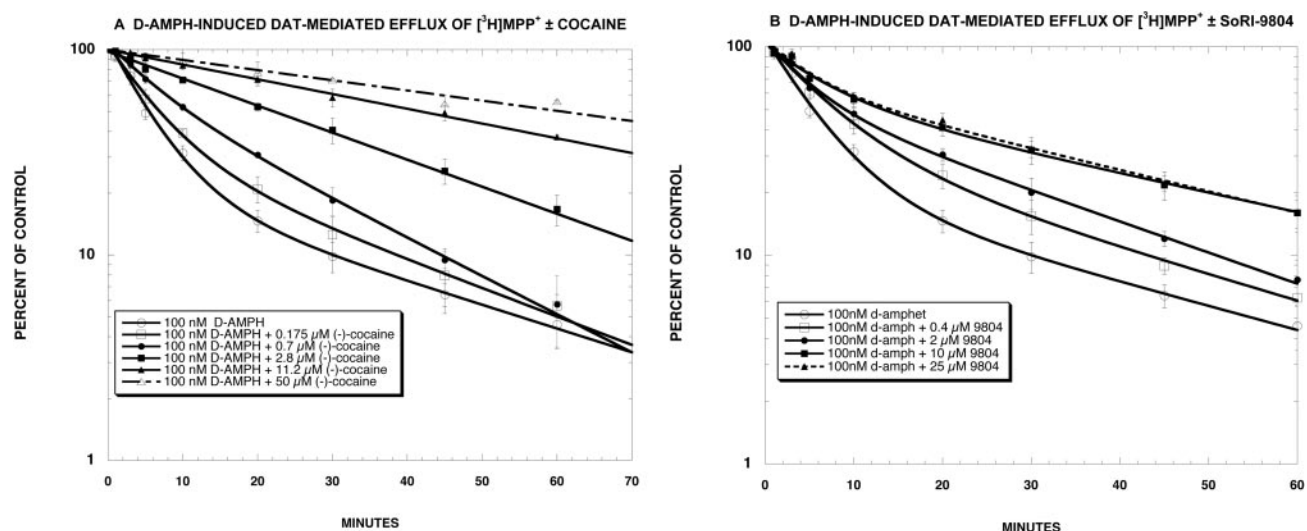 A D-AMPH-INDUCED DAT-MEDIATED EFFLUX OF [³H]MPP⁺ ± COCAINE
PERCENT OF CONTROL
100
10
1
0 10 20 30 40 50 60 70
MINUTES
100 nM D-AMPH
100 nM D-AMPH + 0.175 µM (-)-cocaine
100 nM D-AMPH + 0.7 µM (-)-cocaine
100 nM D-AMPH + 2.8 µM (-)-cocaine
100 nM D-AMPH + 11.2 µM (-)-cocaine
100 nM D-AMPH + 50 µM (-)-cocaine
B D-AMPH-INDUCED DAT-MEDIATED EFFLUX OF [³H]MPP⁺ ± SoRI-9804
PERCENT OF CONTROL
100
10
1
0 10 20 30 40 50 60
MINUTES
100nM d-amphet
100nM d-amph + 0.4 µM 9804
100nM d-amph + 2 µM 9804
100nM d-amph + 10 µM 9804
100nM d-amph + 25 µM 9804